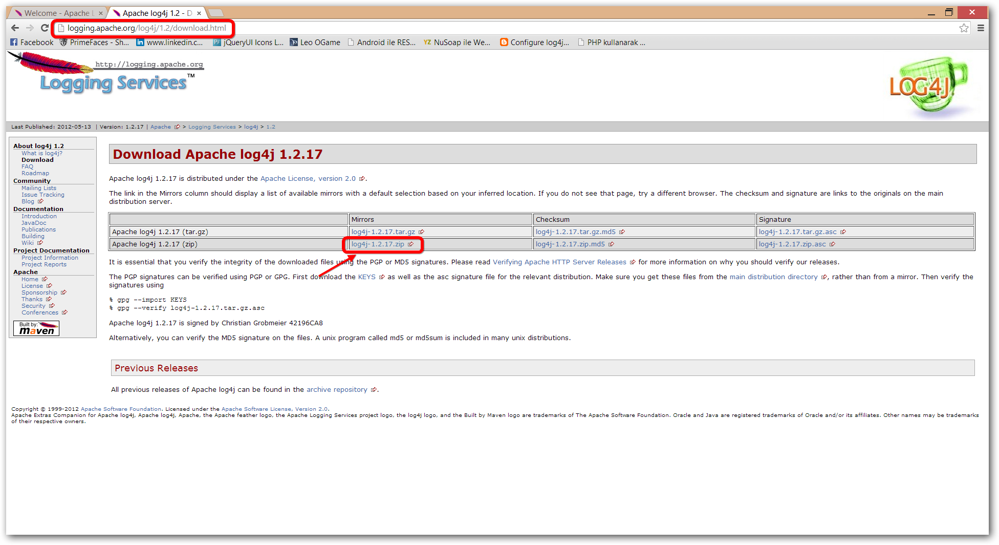 Welcome - Apache L
Apache log4j 1.2 - D
logging.apache.org/log4j/1.2/download.html
Facebook PrimeFaces - Sh... www.linkedin.c... jQueryUI Icons L... Leo OGame Android ile RES... NuSoap ile We... Configure log4j... PHP kullanarak ...
http://logging.apache.org
Logging Services™
LOG4J
Last Published: 2012-05-13 | Version: 1.2.17 | Apache > Logging Services > log4j > 1.2
About log4j 1.2
What is log4j?
Download
FAQ
Roadmap
Community
Mailing Lists
Issue Tracking
Blog
Documentation
Introduction
JavaDoc
Publications
Building
Wiki
Project Documentation
Project Information
Project Reports
Apache
Home
License
Sponsorship
Thanks
Security
Conferences
Built by:
maven
Download Apache log4j 1.2.17
Apache log4j 1.2.17 is distributed under the Apache License, version 2.0 .
The link in the Mirrors column should display a list of available mirrors with a default selection based on your inferred location. If you do not see that page, try a different browser. The checksum and signature are links to the originals on the main
distribution server.
Mirrors Checksum Signature
Apache log4j 1.2.17 (tar.gz) log4j-1.2.17.tar.gz log4j-1.2.17.tar.gz.md5 log4j-1.2.17.tar.gz.asc
Apache log4j 1.2.17 (zip) log4j-1.2.17.zip log4j-1.2.17.zip.md5 log4j-1.2.17.zip.asc
It is essential that you verify the integrity of the downloaded files using the PGP or MD5 signatures. Please read Verifying Apache HTTP Server Releases for more information on why you should verify our releases.
The PGP signatures can be verified using PGP or GPG. First download the KEYS as well as the asc signature file for the relevant distribution. Make sure you get these files from the main distribution directory , rather than from a mirror. Then verify the
signatures using
% gpg --import KEYS
% gpg --verify log4j-1.2.17.tar.gz.asc
Apache log4j 1.2.17 is signed by Christian Grobmeier 42196CA8
Alternatively, you can verify the MD5 signature on the files. A unix program called md5 or md5sum is included in many unix distributions.
Previous Releases
All previous releases of Apache log4j can be found in the archive repository .
Copyright © 1999-2012 Apache Software Foundation. Licensed under the Apache Software License, Version 2.0.
Apache Extras Companion for Apache log4j, Apache log4j, Apache, the Apache feather logo, the Apache Logging Services project logo, the log4j logo, and the Built by Maven logo are trademarks of The Apache Software Foundation. Oracle and Java are registered trademarks of Oracle and/or its affiliates. Other names may be trademarks
of their respective owners.